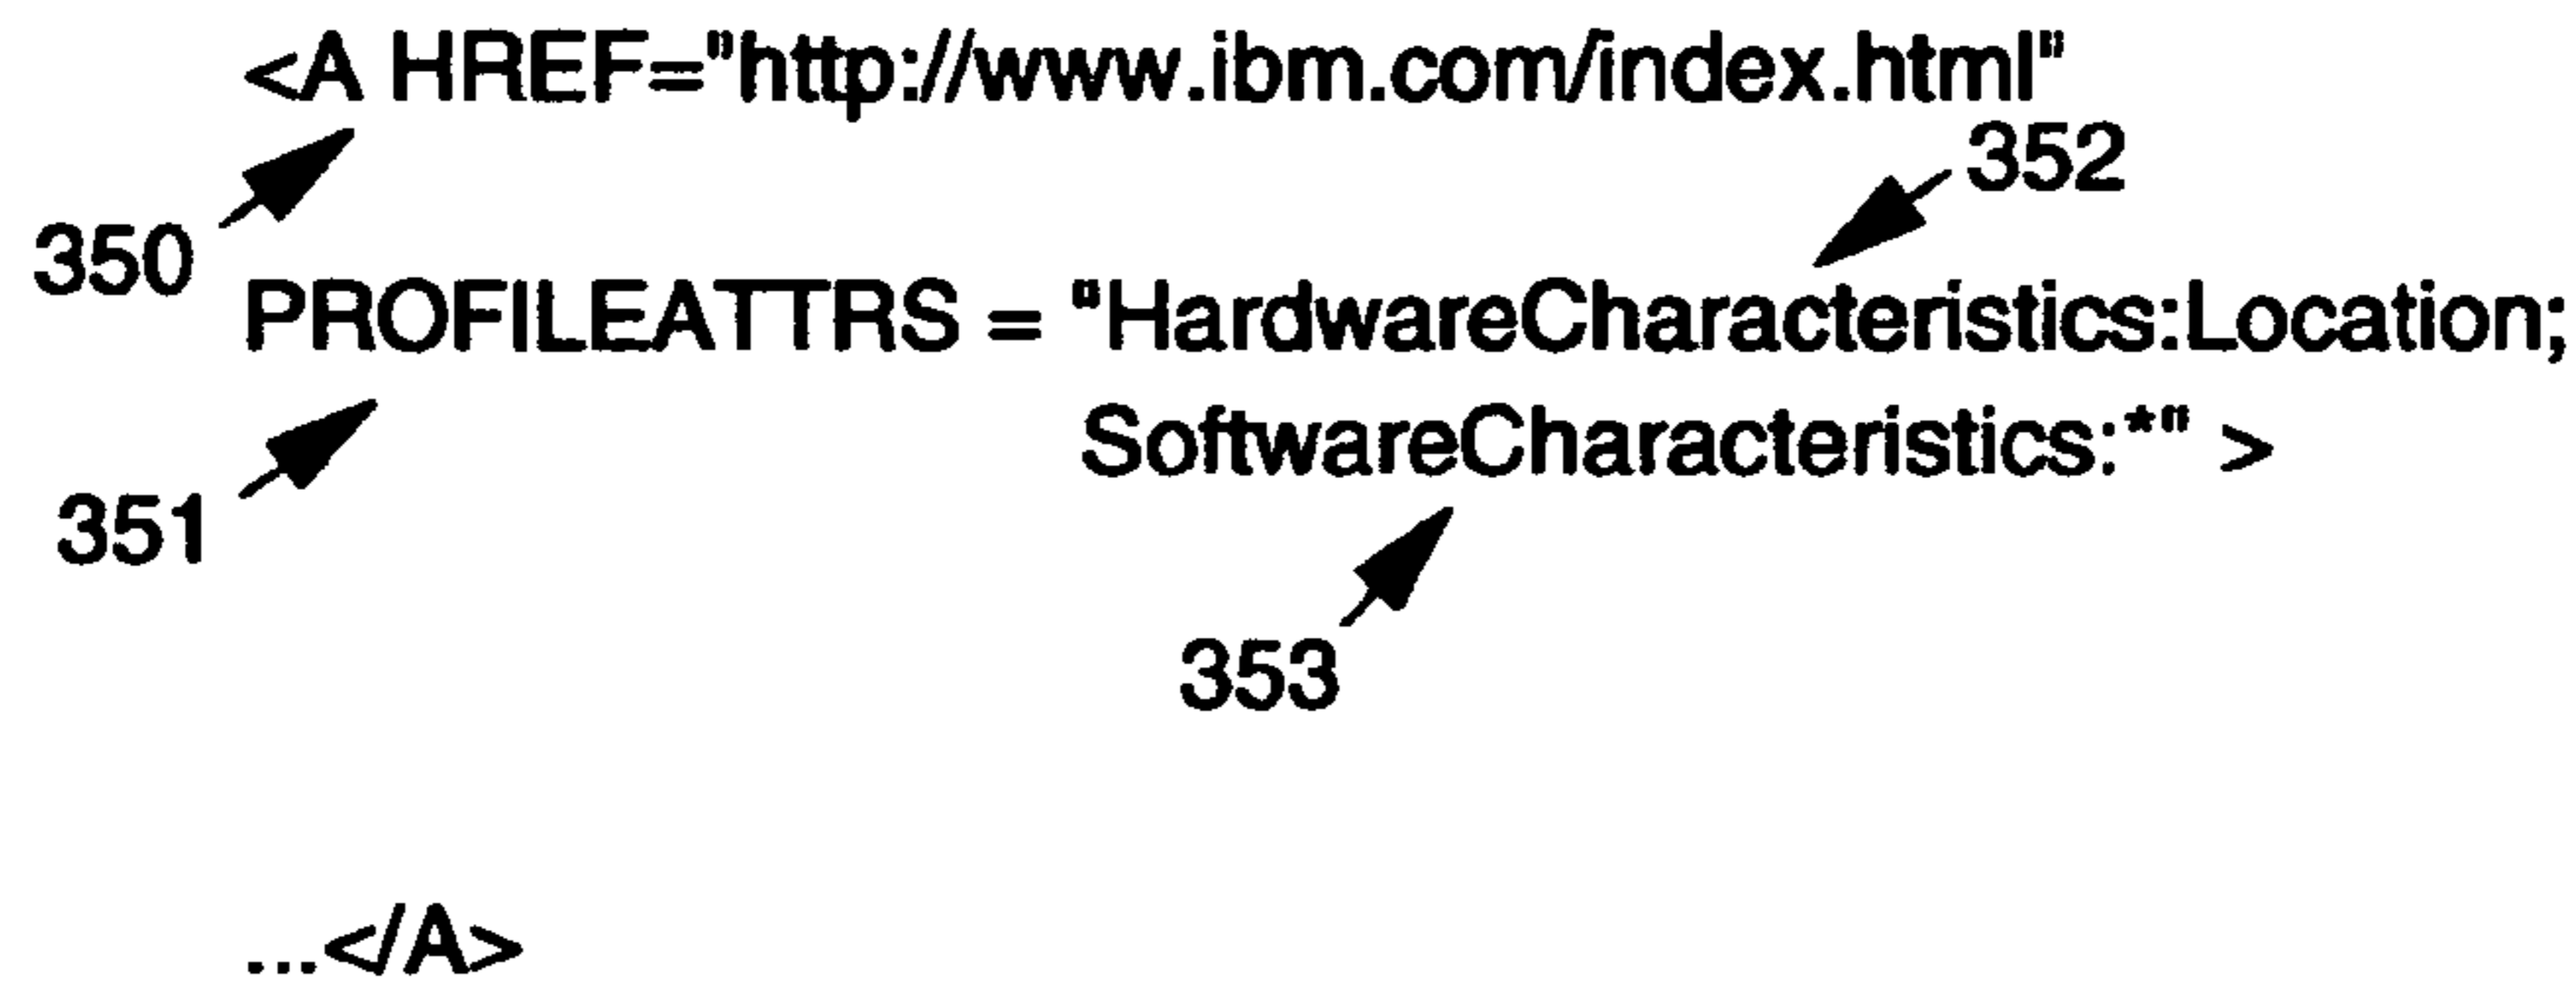 <A HREF="http://www.ibm.com/index.html"
352
350
PROFILEATTRS = "HardwareCharacteristics:Location;
SoftwareCharacteristics:*" >
351
353
...</A>